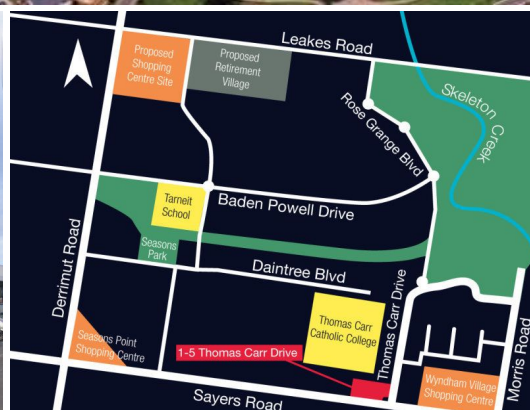 Leakes Road
Proposed
Shopping
Centre Site
Proposed
Retirement
Village
Skeleton
Creek
Rose Grange Blvd
Tarneit
School
Baden Powell Drive
Seasons
Park
Daintree Blvd
Derrimut Road
Thomas Carr
Catholic College
Thomas Carr Drive
Morris Road
Seasons Point
Shopping Centre
1-5 Thomas Carr Drive
Wyndham Village
Shopping Centre
Sayers Road